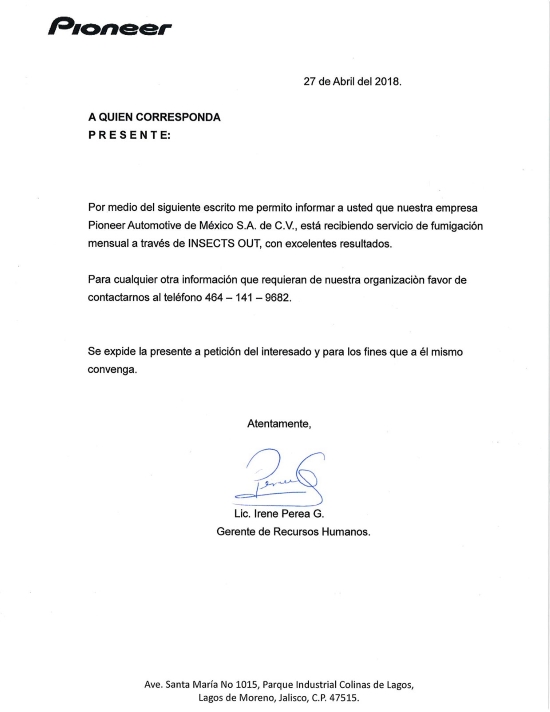 Pioneer
27 de Abril del 2018.
A QUIEN CORRESPONDA
P R E S E N T E:
Por medio del siguiente escrito me permito informar a usted que nuestra empresa
Pioneer Automotive de México S.A. de C.V., está recibiendo servicio de fumigación
mensual a través de INSECTS OUT, con excelentes resultados.
Para cualquier otra información que requieran de nuestra organizaciòn favor de
contactarnos al teléfono 464 – 141 – 9682.
Se expide la presente a petición del interesado y para los fines que a él mismo
convenga.
Atentamente,
Lic. Irene Perea G.
Gerente de Recursos Humanos.
Ave. Santa María No 1015, Parque Industrial Colinas de Lagos,
Lagos de Moreno, Jalisco, C.P. 47515.